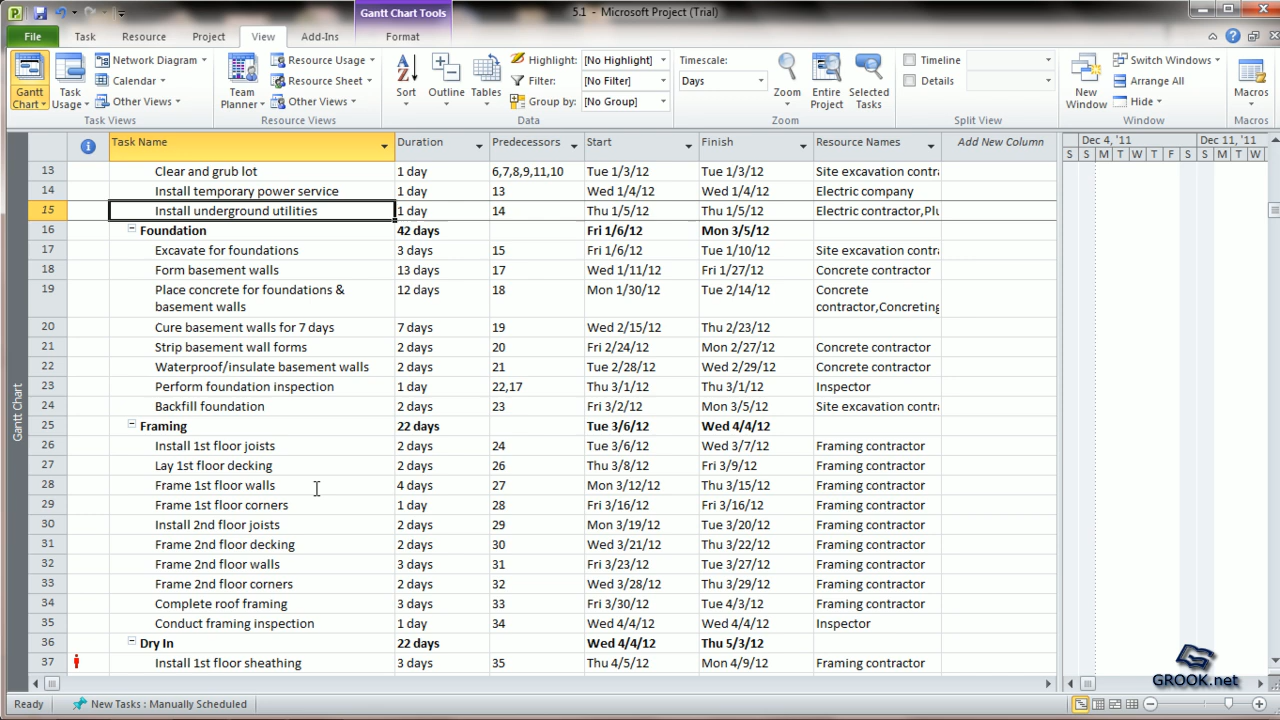 Gantt Chart Tools
5.1 - Microsoft Project (Trial)
File Task Resource Project View Add-Ins Format
Gantt Chart
Task Usage
Network Diagram
Calendar
Other Views
Task Views
Team Planner
Resource Usage
Resource Sheet
Other Views
Resource Views
Sort
Outline
Tables
Highlight: [No Highlight]
Filter: [No Filter]
Group by: [No Group]
Data
Timescale:
Days
Zoom
Entire Project
Selected Tasks
Zoom
Timeline
Details
Split View
New Window
Switch Windows
Arrange All
Hide
Window
Macros
Macros
Task Name Duration Predecessors Start Finish Resource Names Add New Column
Dec 4, '11 Dec 11, '11
S S M T W T F S S M T W
13 Clear and grub lot 1 day 6,7,8,9,11,10 Tue 1/3/12 Tue 1/3/12 Site excavation contra
14 Install temporary power service 1 day 13 Wed 1/4/12 Wed 1/4/12 Electric company
15 Install underground utilities 1 day 14 Thu 1/5/12 Thu 1/5/12 Electric contractor,Plu
16 Foundation 42 days Fri 1/6/12 Mon 3/5/12
17 Excavate for foundations 3 days 15 Fri 1/6/12 Tue 1/10/12 Site excavation contra
18 Form basement walls 13 days 17 Wed 1/11/12 Fri 1/27/12 Concrete contractor
19 Place concrete for foundations & 12 days 18 Mon 1/30/12 Tue 2/14/12 Concrete
basement walls contractor,Concreting
20 Cure basement walls for 7 days 7 days 19 Wed 2/15/12 Thu 2/23/12
21 Strip basement wall forms 2 days 20 Fri 2/24/12 Mon 2/27/12 Concrete contractor
22 Waterproof/insulate basement walls 2 days 21 Tue 2/28/12 Wed 2/29/12 Concrete contractor
23 Perform foundation inspection 1 day 22,17 Thu 3/1/12 Thu 3/1/12 Inspector
24 Backfill foundation 2 days 23 Fri 3/2/12 Mon 3/5/12 Site excavation contra
25 Framing 22 days Tue 3/6/12 Wed 4/4/12
26 Install 1st floor joists 2 days 24 Tue 3/6/12 Wed 3/7/12 Framing contractor
27 Lay 1st floor decking 2 days 26 Thu 3/8/12 Fri 3/9/12 Framing contractor
28 Frame 1st floor walls 4 days 27 Mon 3/12/12 Thu 3/15/12 Framing contractor
29 Frame 1st floor corners 1 day 28 Fri 3/16/12 Fri 3/16/12 Framing contractor
30 Install 2nd floor joists 2 days 29 Mon 3/19/12 Tue 3/20/12 Framing contractor
31 Frame 2nd floor decking 2 days 30 Wed 3/21/12 Thu 3/22/12 Framing contractor
32 Frame 2nd floor walls 3 days 31 Fri 3/23/12 Tue 3/27/12 Framing contractor
33 Frame 2nd floor corners 2 days 32 Wed 3/28/12 Thu 3/29/12 Framing contractor
34 Complete roof framing 3 days 33 Fri 3/30/12 Tue 4/3/12 Framing contractor
35 Conduct framing inspection 1 day 34 Wed 4/4/12 Wed 4/4/12 Inspector
36 Dry In 22 days Wed 4/4/12 Thu 5/3/12
37 Install 1st floor sheathing 3 days 35 Thu 4/5/12 Mon 4/9/12 Framing contractor
Gantt Chart
GROOK.net
Ready New Tasks : Manually Scheduled